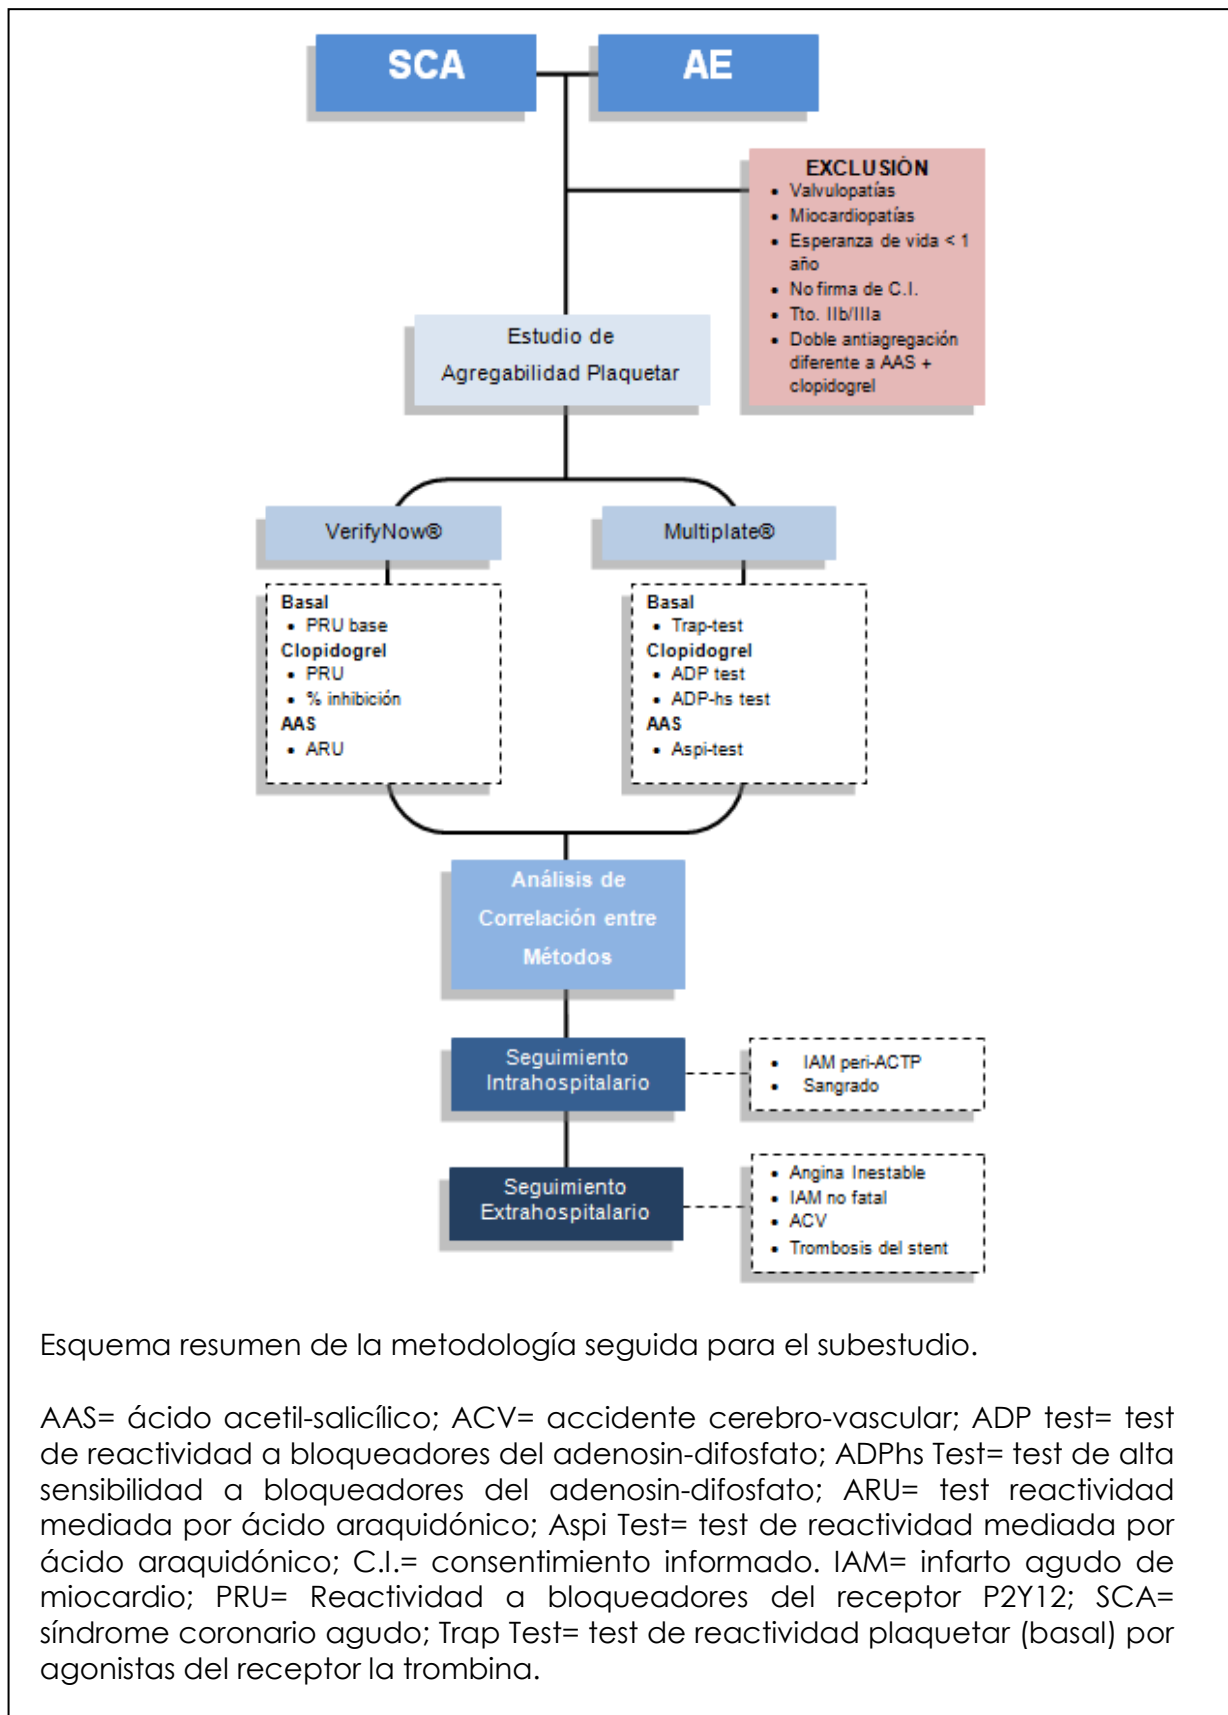 SCA
AE
EXCLUSIÓN
• Valvulopatías
• Miocardiopatías
• Esperanza de vida < 1
año
• No firma de C.I.
• Tto. IIb/IIIa
• Doble antiagregación
diferente a AAS +
clopidogrel
Estudio de
Agregabilidad Plaquetar
VerifyNow®
Multiplate®
Basal
• PRU base
Clopidogrel
• PRU
• % inhibición
AAS
• ARU
Basal
• Trap-test
Clopidogrel
• ADP test
• ADP-hs test
AAS
• Aspi-test
Análisis de
Correlación entre
Métodos
Seguimiento
Intrahospitalario
• IAM peri-ACTP
• Sangrado
Seguimiento
Extrahospitalario
• Angina Inestable
• IAM no fatal
• ACV
• Trombosis del stent
Esquema resumen de la metodología seguida para el subestudio.
AAS= ácido acetil-salicílico; ACV= accidente cerebro-vascular; ADP test= test
de reactividad a bloqueadores del adenosin-difosfato; ADPhs Test= test de alta
sensibilidad a bloqueadores del adenosin-difosfato; ARU= test reactividad
mediada por ácido araquidónico; Aspi Test= test de reactividad mediada por
ácido araquidónico; C.I.= consentimiento informado. IAM= infarto agudo de
miocardio; PRU= Reactividad a bloqueadores del receptor P2Y12; SCA=
síndrome coronario agudo; Trap Test= test de reactividad plaquetar (basal) por
agonistas del receptor la trombina.